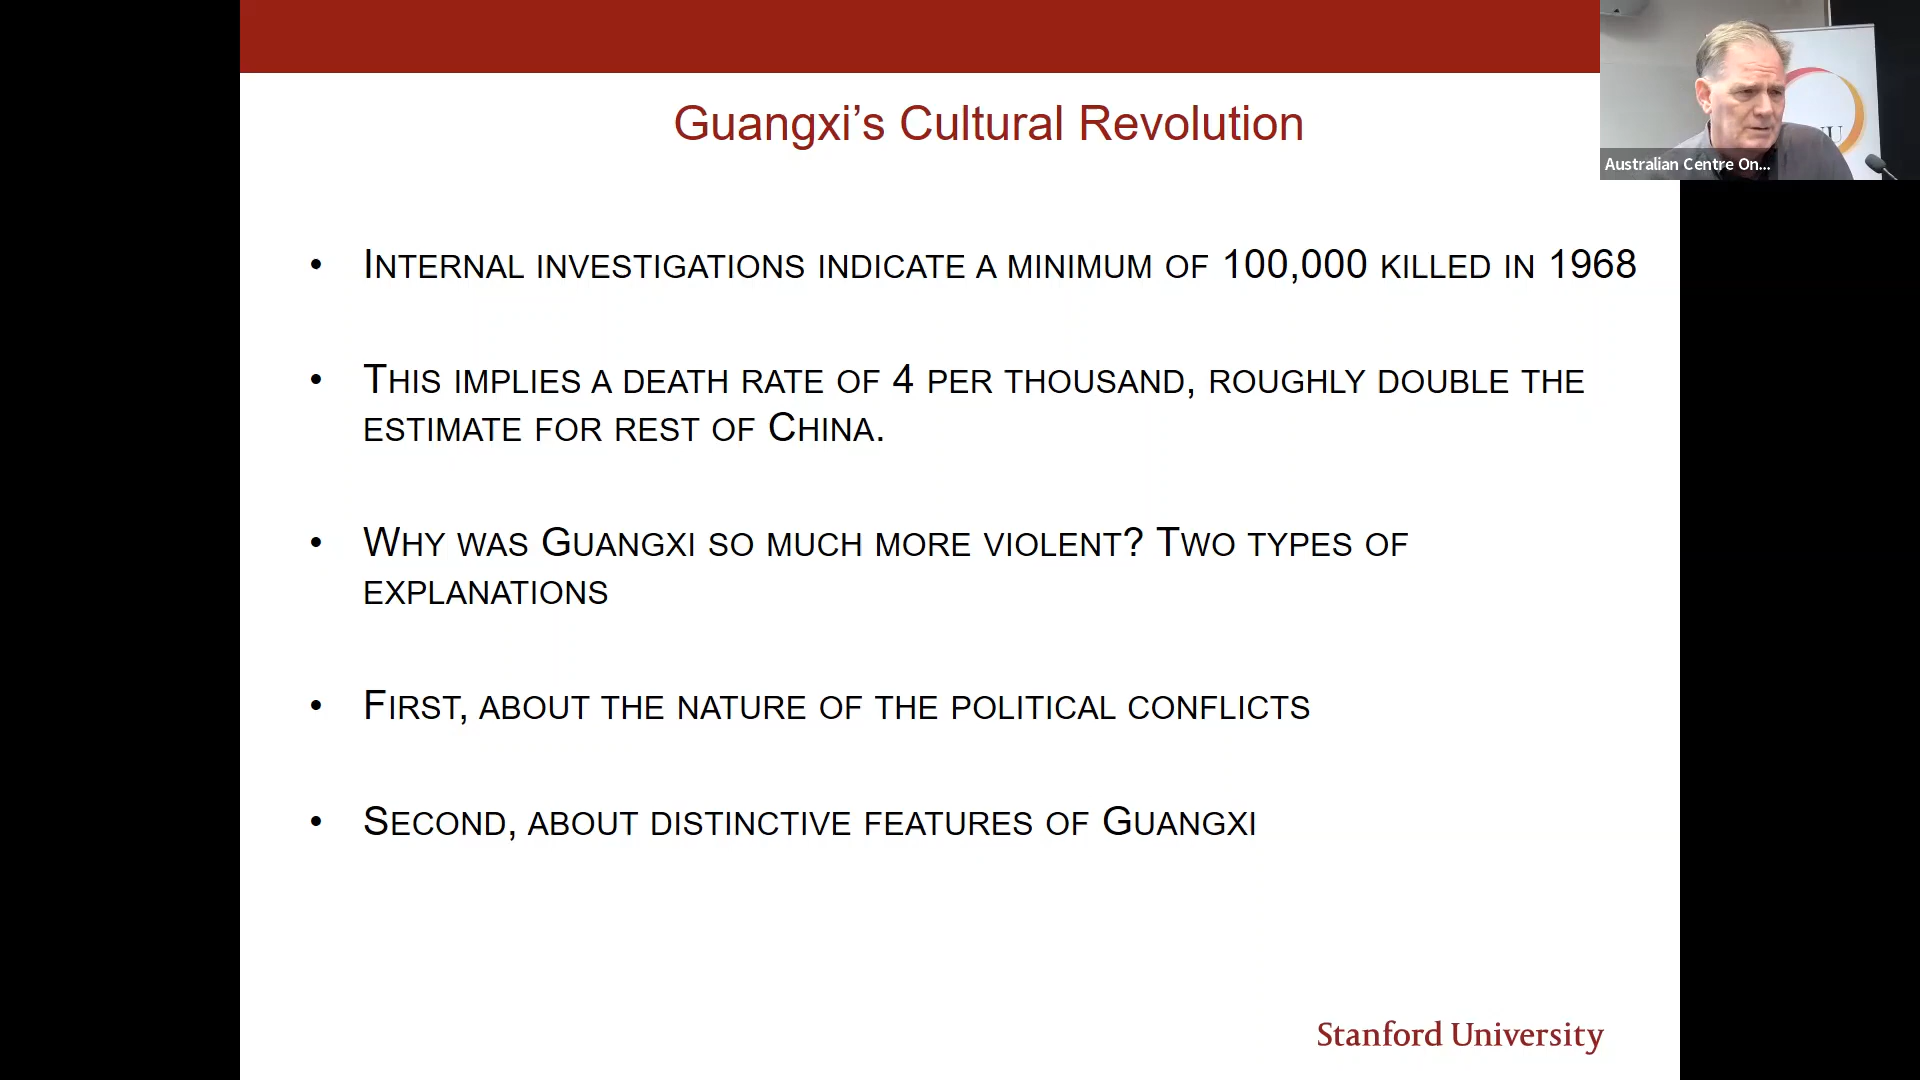 Guangxi’s Cultural Revolution
Australian Centre On...
• INTERNAL INVESTIGATIONS INDICATE A MINIMUM OF 100,000 KILLED IN 1968
• THIS IMPLIES A DEATH RATE OF 4 PER THOUSAND, ROUGHLY DOUBLE THE
ESTIMATE FOR REST OF CHINA.
• WHY WAS GUANGXI SO MUCH MORE VIOLENT? TWO TYPES OF
EXPLANATIONS
• FIRST, ABOUT THE NATURE OF THE POLITICAL CONFLICTS
• SECOND, ABOUT DISTINCTIVE FEATURES OF GUANGXI
Stanford University